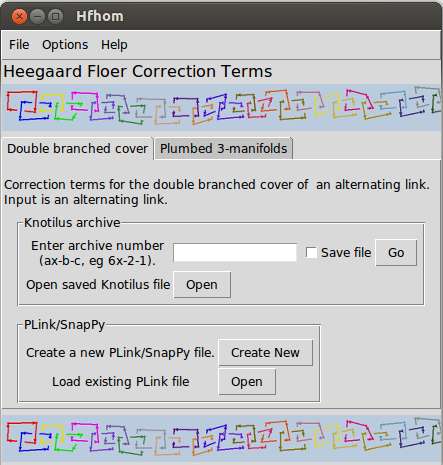 Hfhom
File Options Help
Heegaard Floer Correction Terms
Double branched cover Plumbed 3-manifolds
Correction terms for the double branched cover of an alternating link.
Input is an alternating link.
Knotilus archive
Enter archive number
(ax-b-c, eg 6x-2-1).
Save file
Go
Open saved Knotilus file Open
PLink/SnapPy
Create a new PLink/SnapPy file. Create New
Load existing PLink file Open